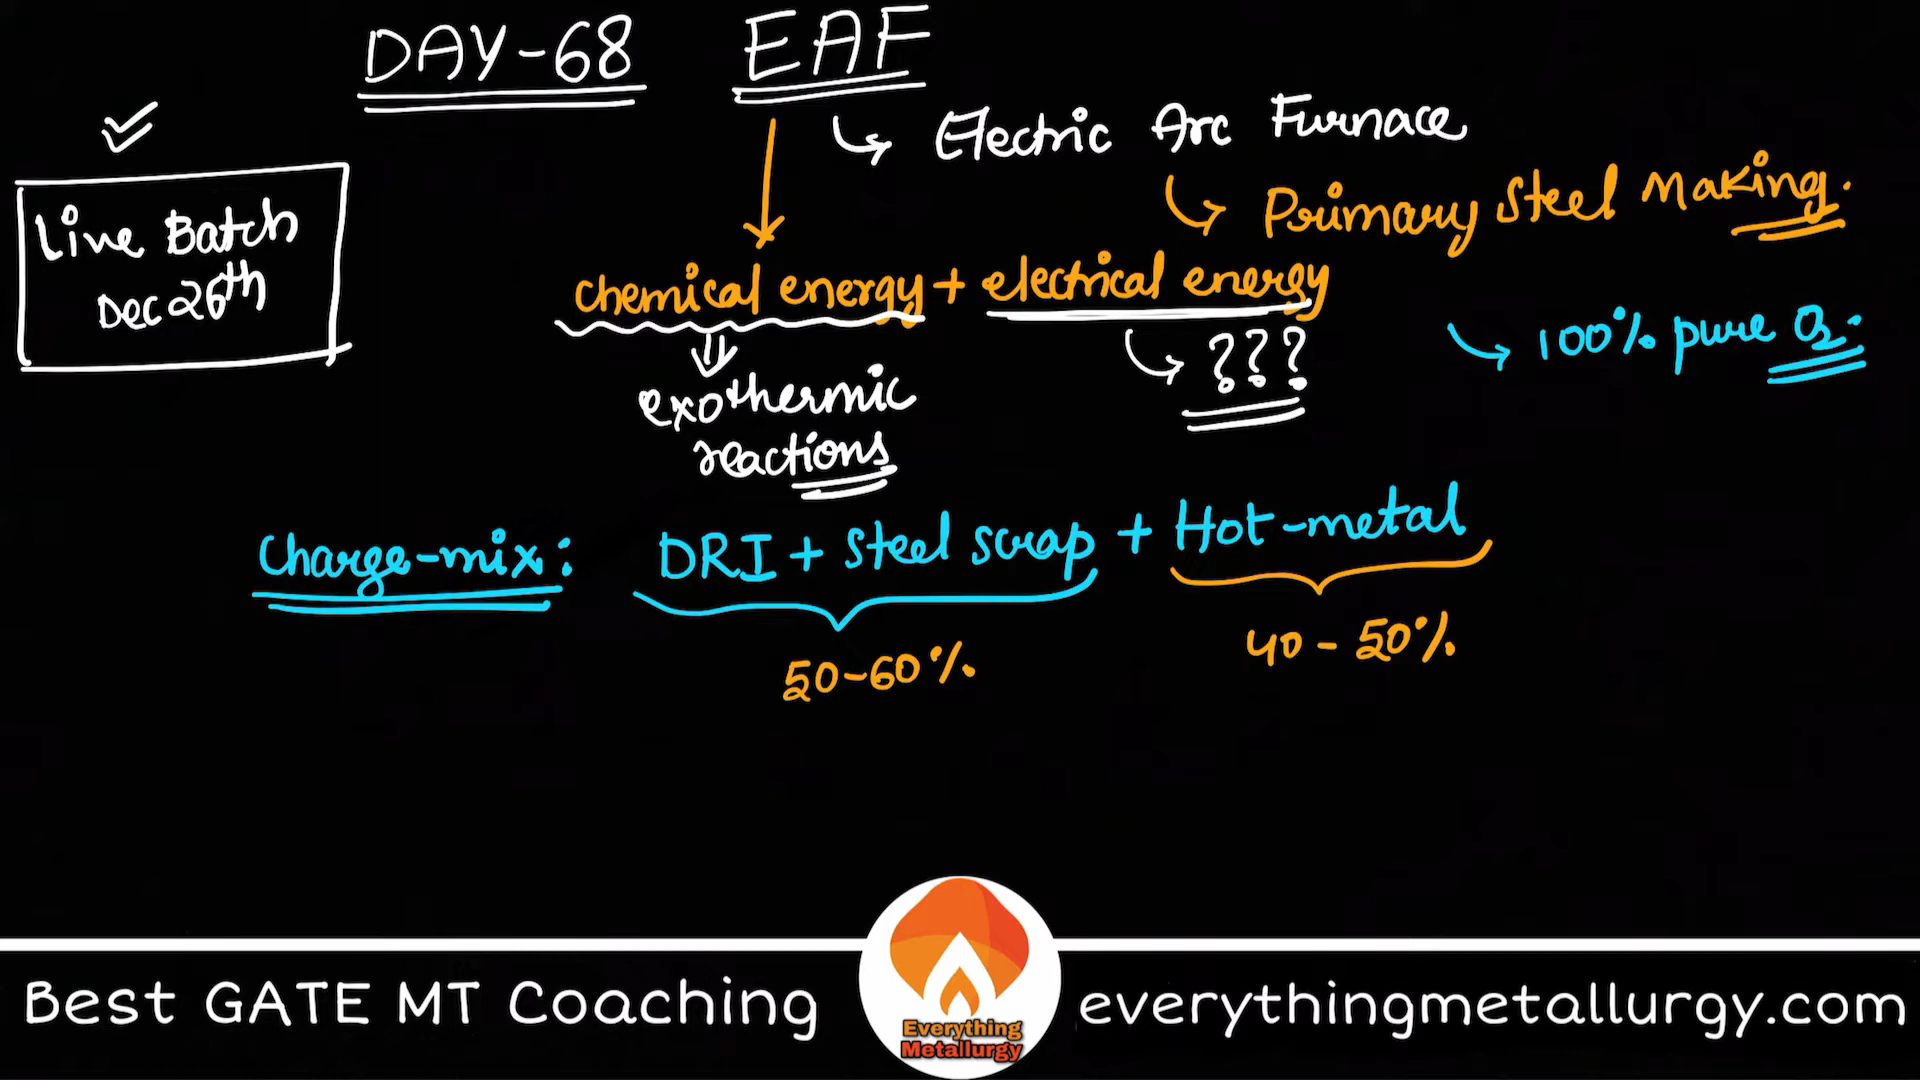 DAY-68 EAF
Electric Arc Furnace
Primary Steel Making.
Live Batch
Dec 26th
chemical energy + electrical energy
???
100% pure O2.
exothermic
reactions
Charge-mix: DRI + Steel scrap + Hot-metal
50-60%
40-50%
Best GATE MT Coaching
everythingmetallurgy.com
Everything
Metallurgy